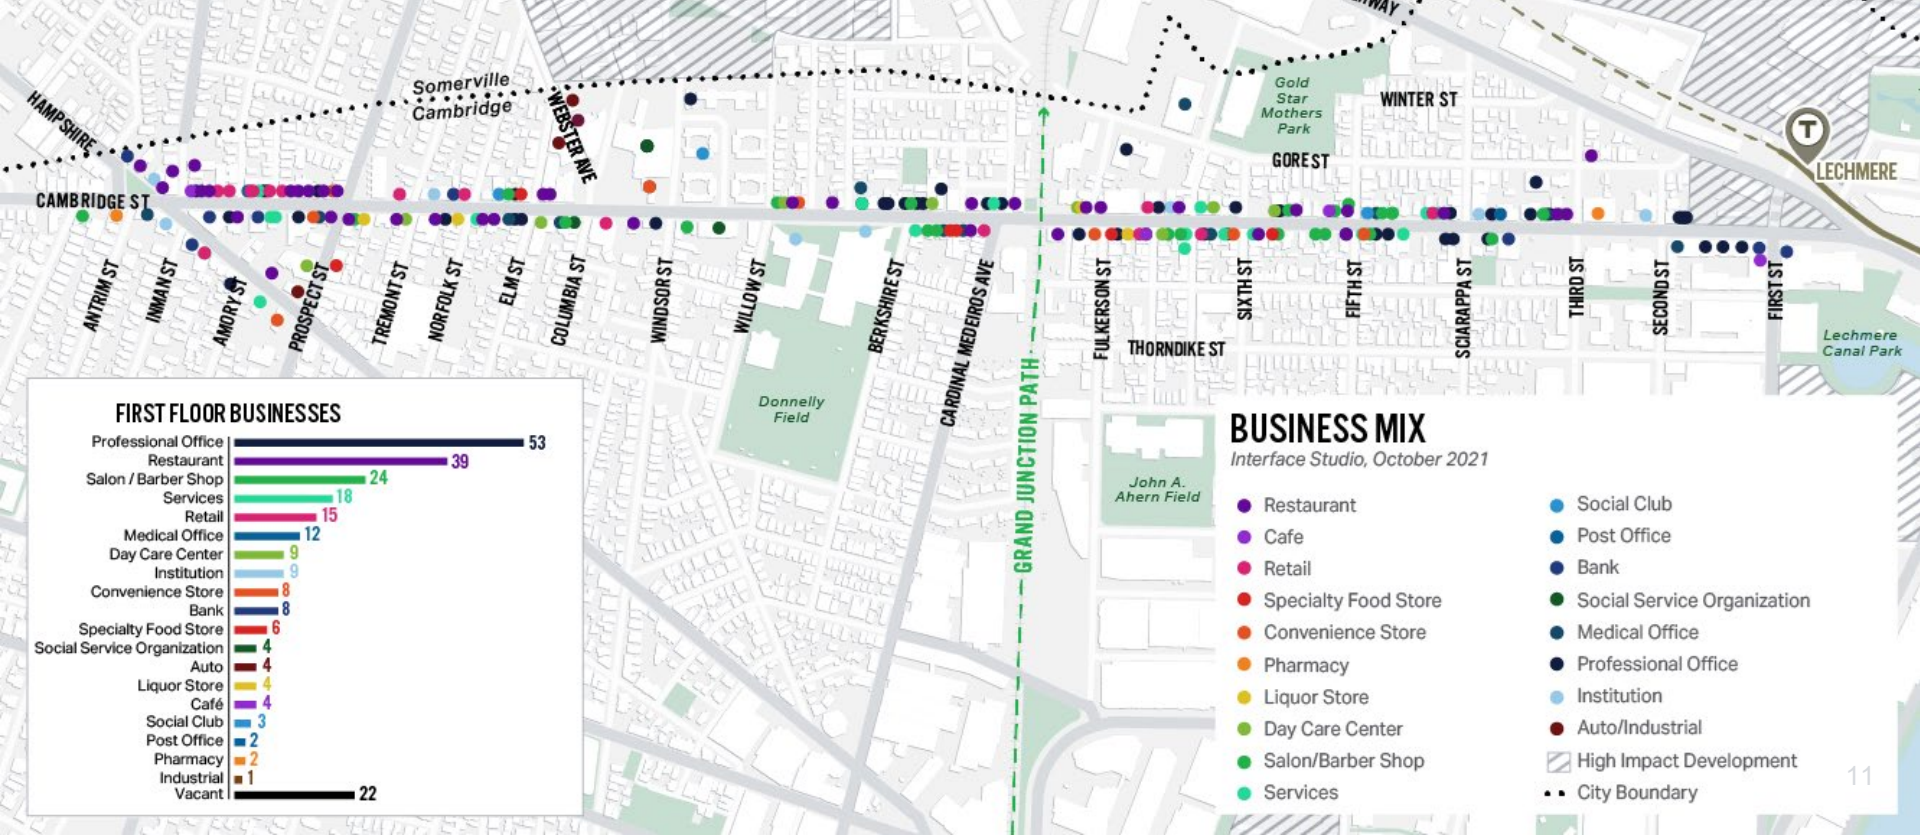 Somerville
Cambridge
HAMPSHIRE
CAMBRIDGE ST
WEBSTER AVE
Gold
Star
Mothers
Park
WINTER ST
GORE ST
T
LECHMERE
ANTRIM ST
INMAN ST
AMORY ST
PROSPECT ST
TREMONT ST
NORFOLK ST
ELM ST
COLUMBIA ST
WINDSOR ST
WILLOW ST
BERKSHIRE ST
CARDINAL MEDEIROS AVE
GRAND JUNCTION PATH
FULKERSON ST
THORNDIKE ST
SIXTH ST
FIFTH ST
SCIARAPPA ST
THIRD ST
SECOND ST
FIRST ST
Lechmere
Canal Park
Donnelly
Field
John A.
Ahern Field
FIRST FLOOR BUSINESSES
Professional Office 53
Restaurant 39
Salon / Barber Shop 24
Services 18
Retail 15
Medical Office 12
Day Care Center 9
Institution 9
Convenience Store 8
Bank 8
Specialty Food Store 6
Social Service Organization 4
Auto 4
Liquor Store 4
Café 4
Social Club 3
Post Office 2
Pharmacy 2
Industrial 1
Vacant 22
BUSINESS MIX
Interface Studio, October 2021
Restaurant
Cafe
Retail
Specialty Food Store
Convenience Store
Pharmacy
Liquor Store
Day Care Center
Salon/Barber Shop
Services
Social Club
Post Office
Bank
Social Service Organization
Medical Office
Professional Office
Institution
Auto/Industrial
High Impact Development
City Boundary
11